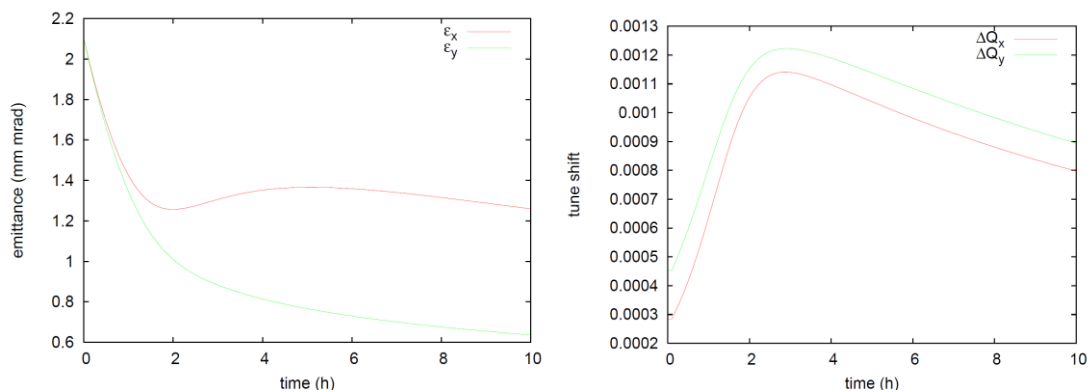 2.2
2
1.8
1.6
1.4
1.2
1
0.8
0.6
0 2 4 6 8 10
emittance (mm mrad)
time (h)
εx
εy
0.0013
0.0012
0.0011
0.001
0.0009
0.0008
0.0007
0.0006
0.0005
0.0004
0.0003
0.0002
0 2 4 6 8 10
tune shift
time (h)
ΔQx
ΔQy